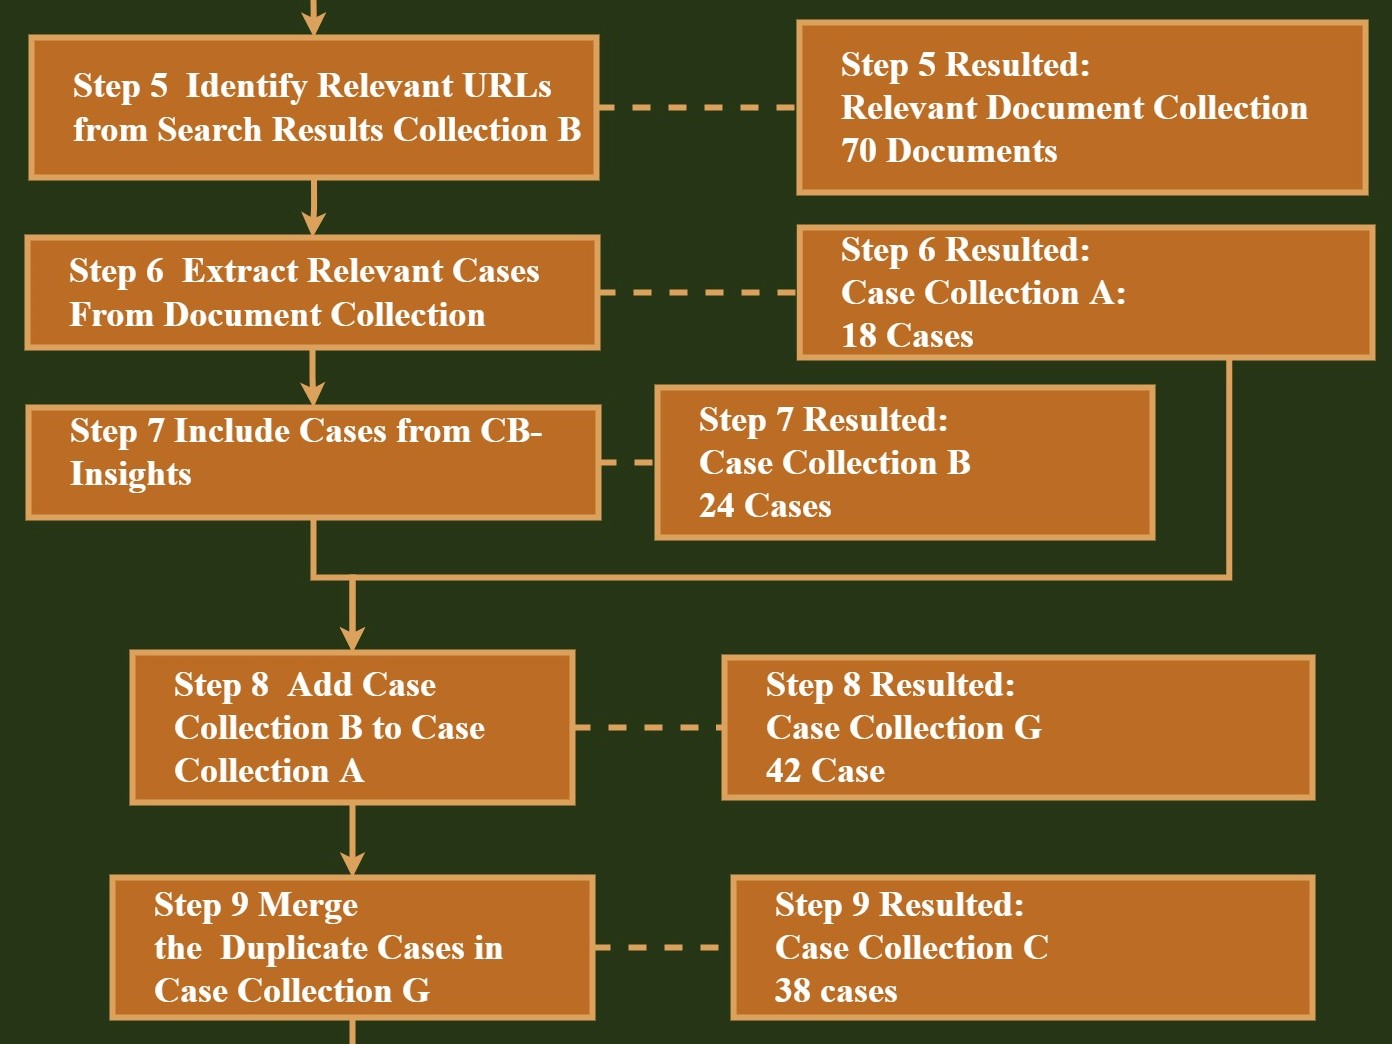 Step 5  Identify Relevant URLs
from Search Results Collection B
Step 5 Resulted:
Relevant Document Collection
70 Documents
Step 6  Extract Relevant Cases
From Document Collection
Step 6 Resulted:
Case Collection A:
18 Cases
Step 7 Include Cases from CB-
Insights
Step 7 Resulted:
Case Collection B
24 Cases
Step 8  Add Case
Collection B to Case
Collection A
Step 8 Resulted:
Case Collection G
42 Case
Step 9 Merge
the  Duplicate Cases in
Case Collection G
Step 9 Resulted:
Case Collection C
38 cases